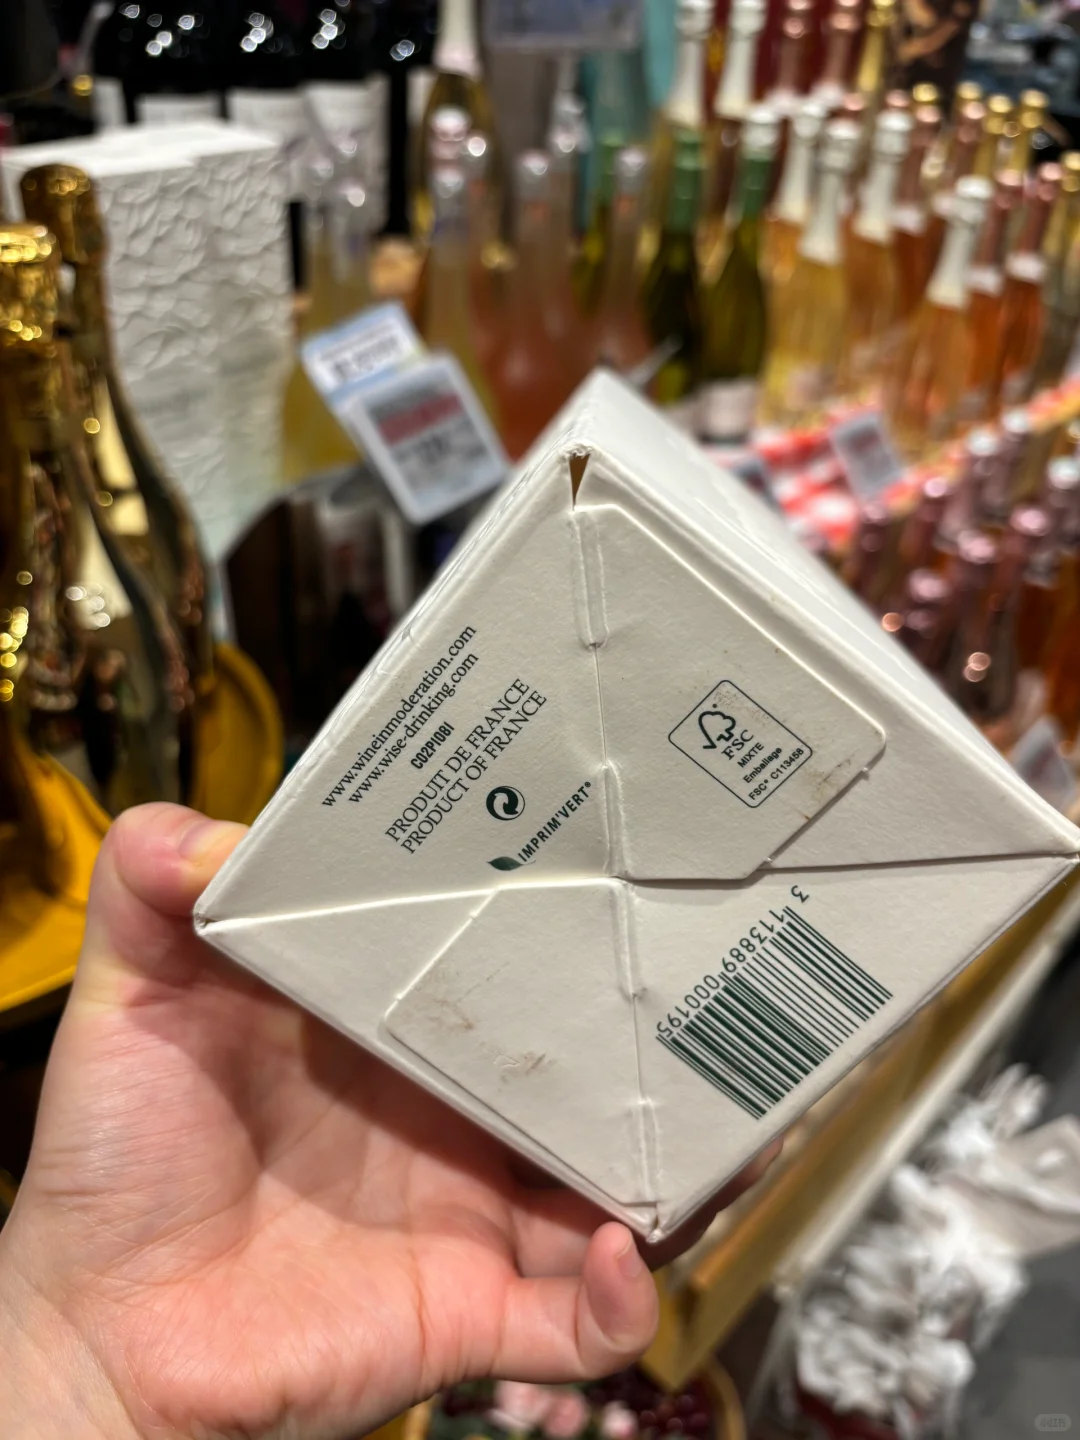 www.wineinmoderation.com
www.wise-drinking.com
C02P108I
PRODUIT DE FRANCE
PRODUCT OF FRANCE
IMPRIM'VERT®
FSC
MIXTE
Emballage
FSC® C113458
3 113889 000195